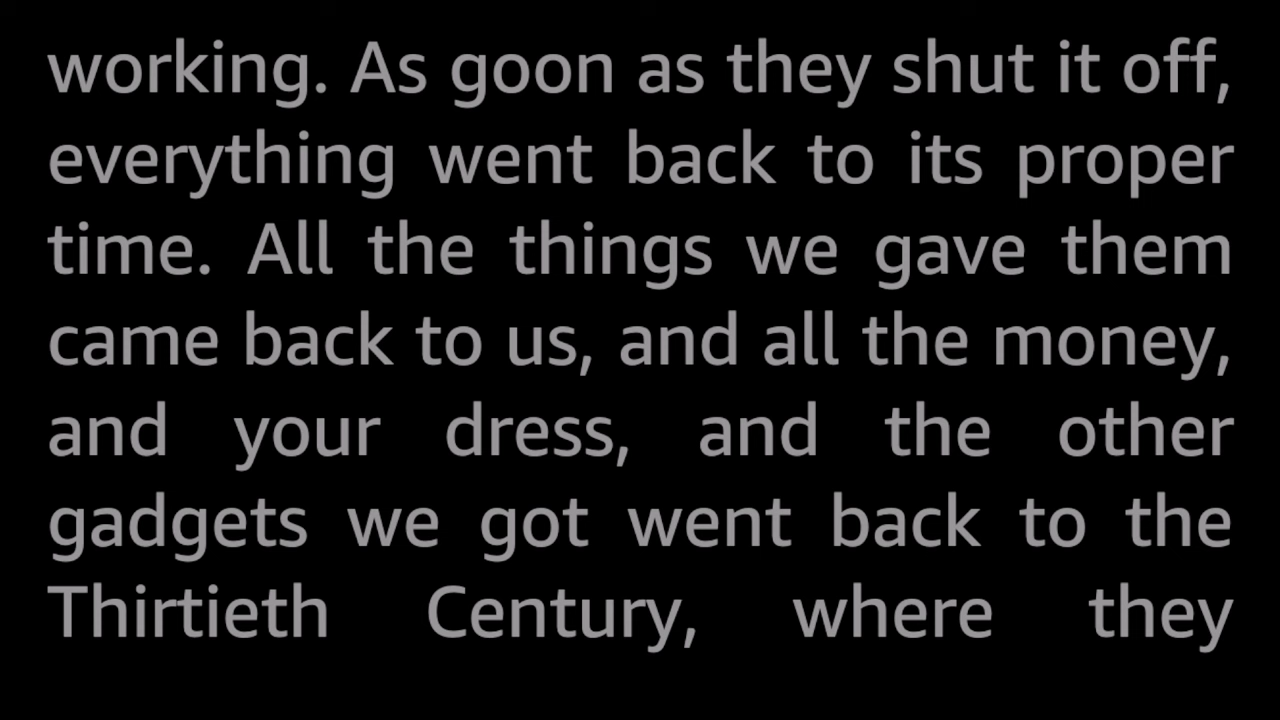 working. As goon as they shut it off,
everything went back to its proper
time. All the things we gave them
came back to us, and all the money,
and your dress, and the other
gadgets we got went back to the
Thirtieth Century, where they